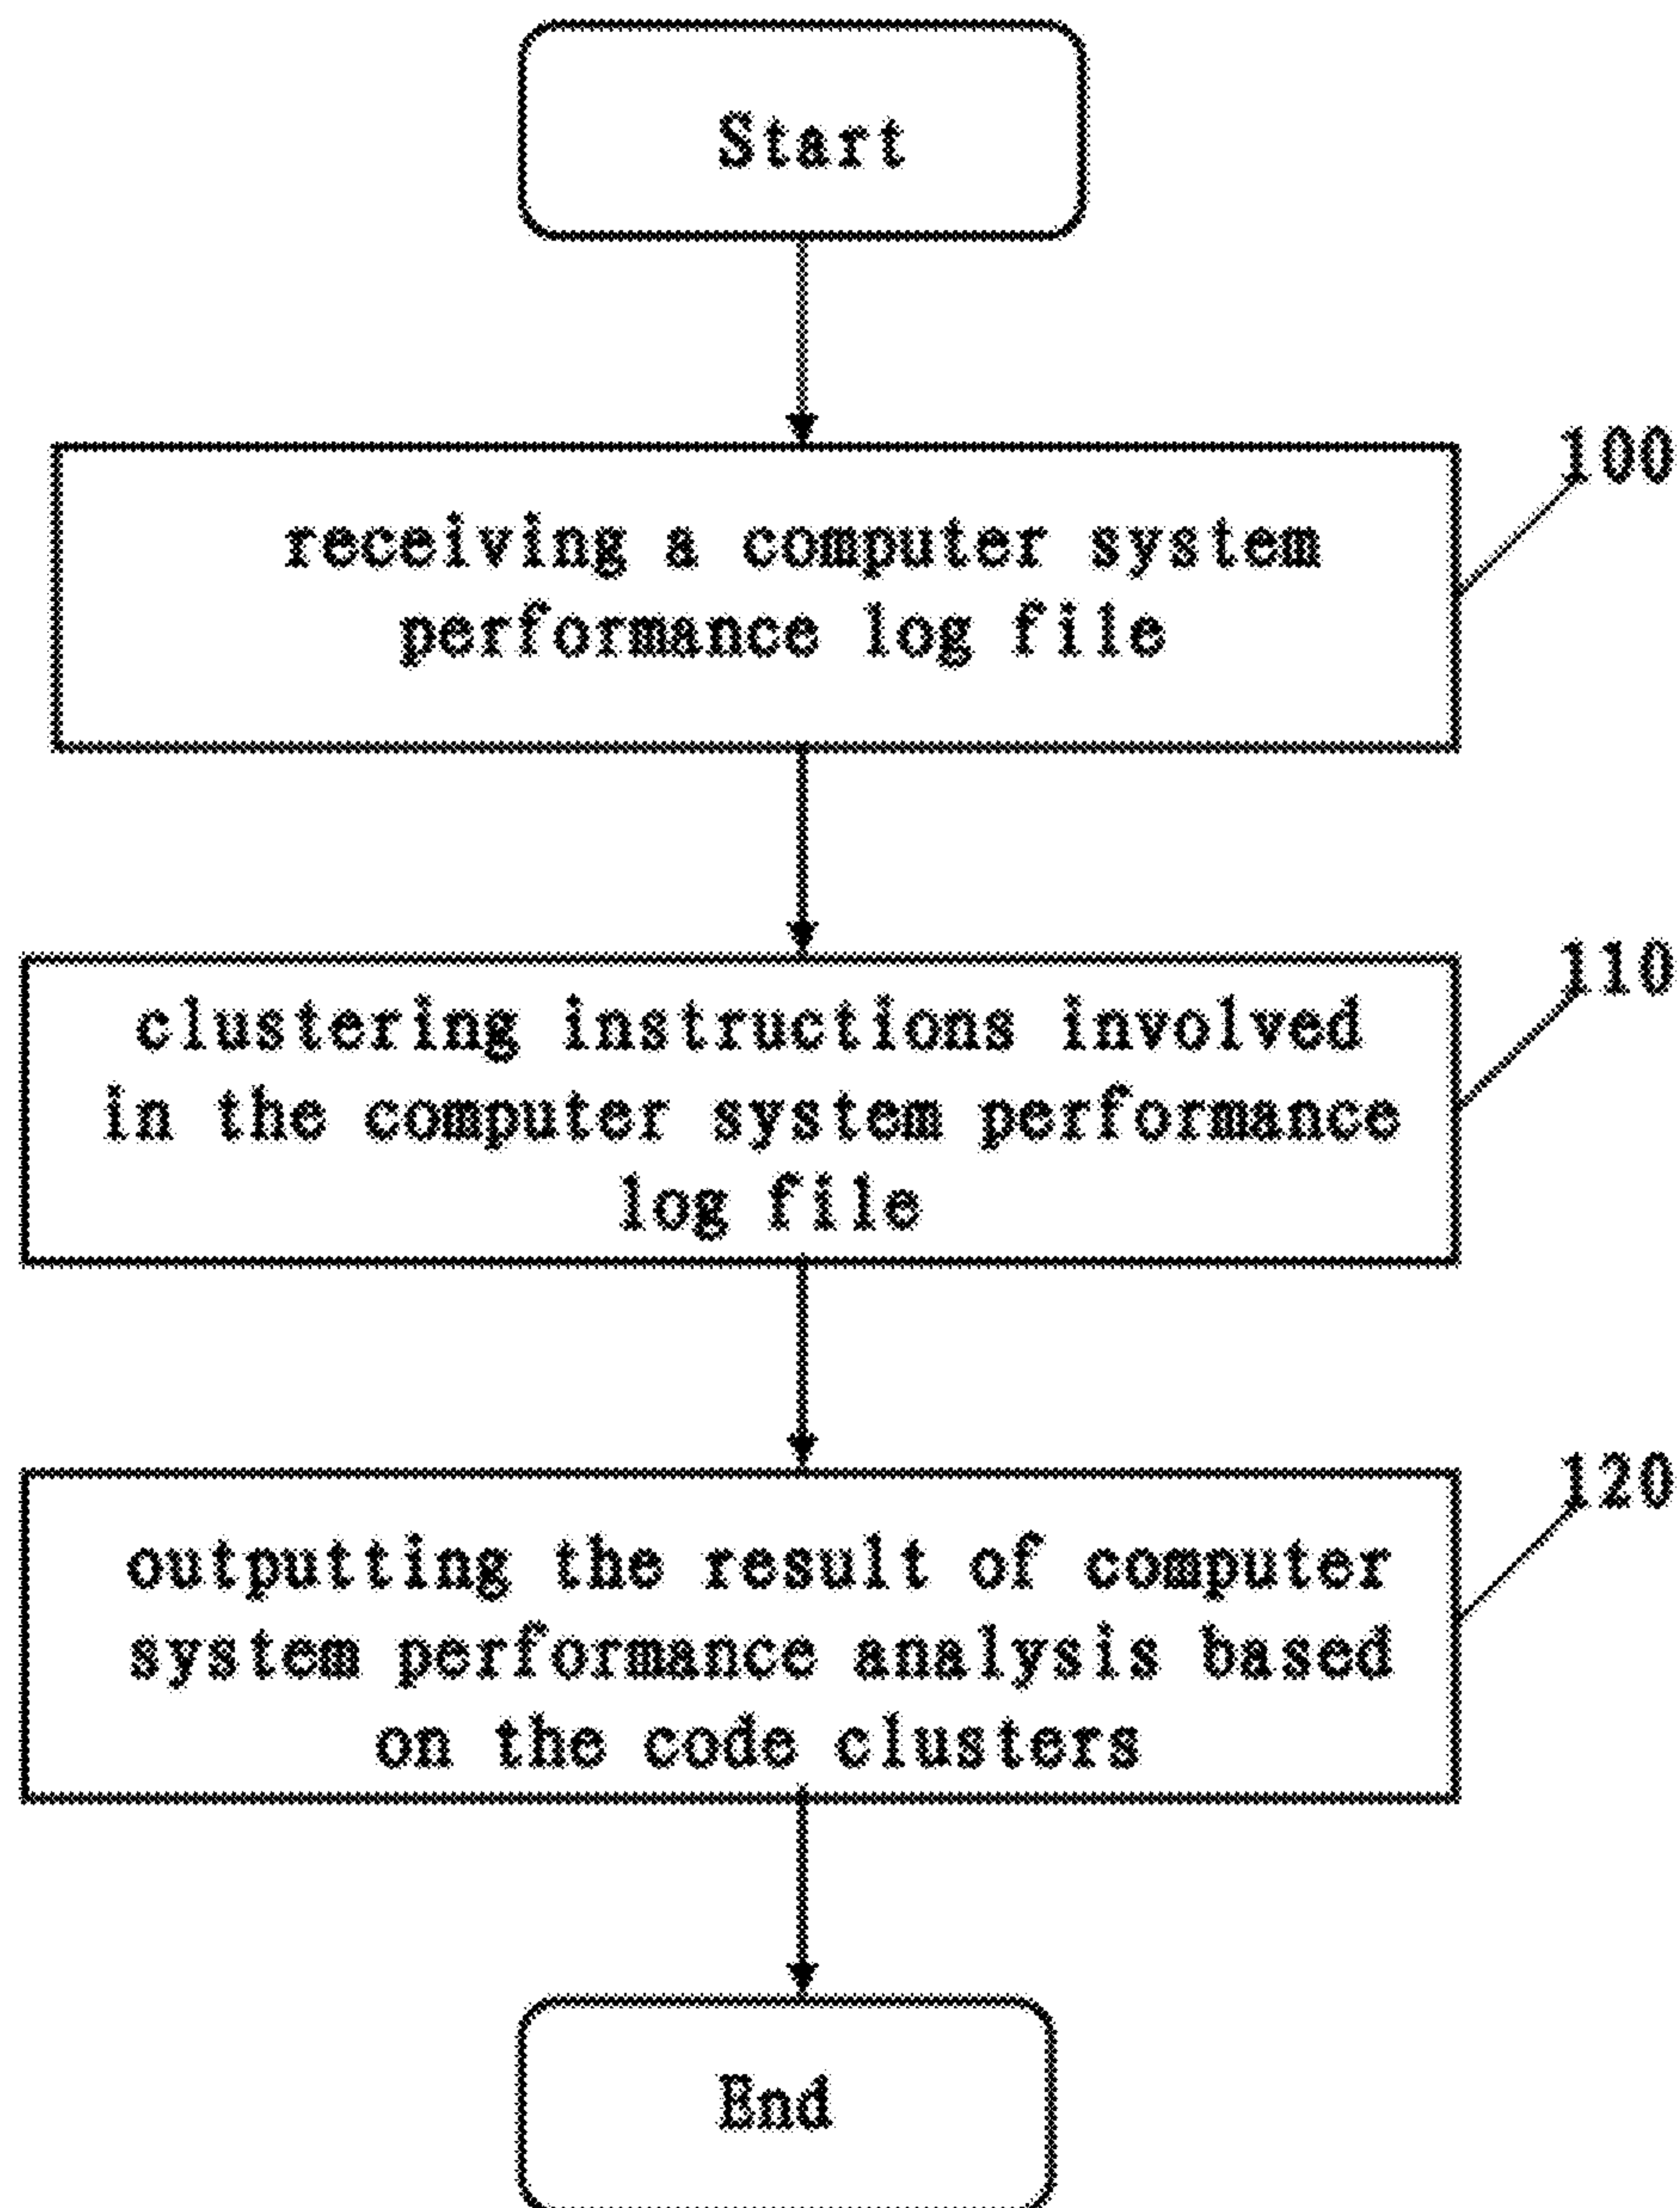 Start
100
receiving a computer system
performance log file
110
clustering instructions involved
in the computer system performance
log file
120
outputting the result of computer
system performance analysis based
on the code clusters
End